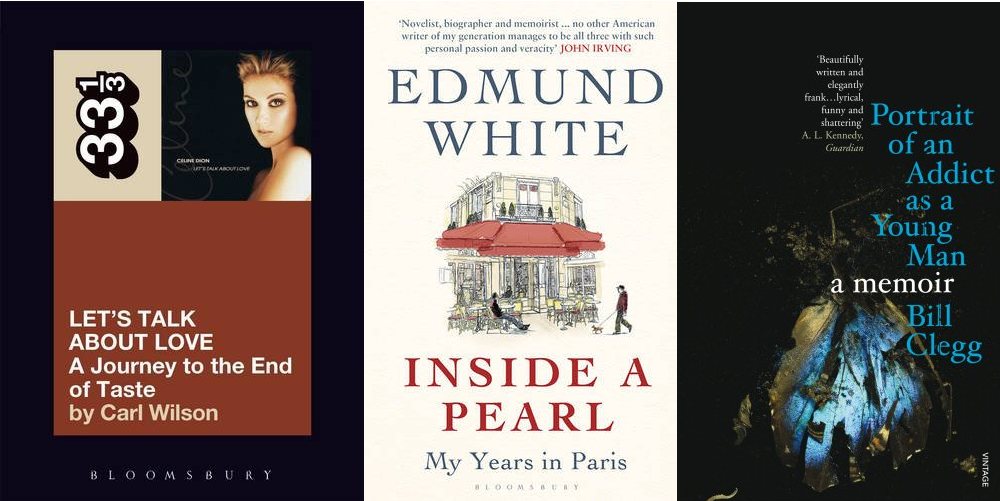 33 1/3
Celine
CELINE DION
LET'S TALK ABOUT LOVE
LET'S TALK
ABOUT LOVE
A Journey to the End
of Taste
by Carl Wilson
BLOOMSBURY
‘Novelist, biographer and memoirist ... no other American
writer of my generation manages to be all three with such
personal passion and veracity’ JOHN IRVING
EDMUND
WHITE
INSIDE A
PEARL
My Years in Paris
BLOOMSBURY
‘Beautifully
written and
elegantly
frank...lyrical,
funny and
shattering’
A. L. Kennedy,
Guardian
Portrait
of an
Addict
as a
Young
Man
a memoir
Bill
Clegg
VINTAGE